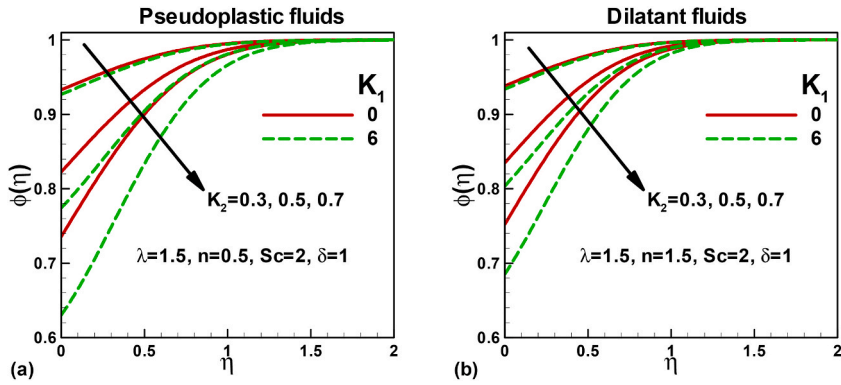 Pseudoplastic fluids
1
0.9
0.8
0.7
0.6
ϕ(η)
K1
0
6
K2=0.3, 0.5, 0.7
λ=1.5, n=0.5, Sc=2, δ=1
0 0.5 1 1.5 2
η
(a)
Dilatant fluids
1
0.9
0.8
0.7
0.6
ϕ(η)
K1
0
6
K2=0.3, 0.5, 0.7
λ=1.5, n=1.5, Sc=2, δ=1
0 0.5 1 1.5 2
η
(b)